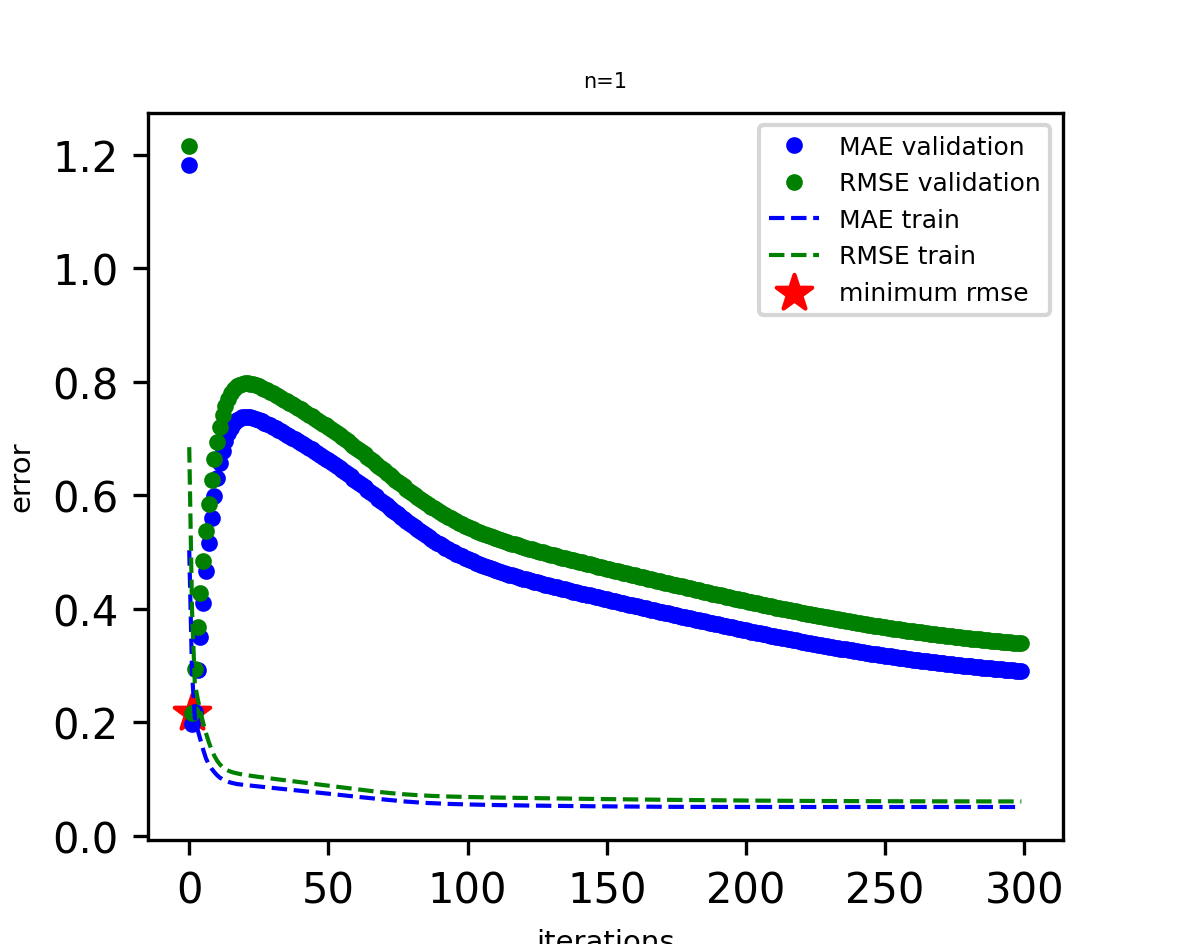 n=1
1.2
1.0
0.8
0.6
0.4
0.2
0.0
error
MAE validation
RMSE validation
MAE train
RMSE train
minimum rmse
0 50 100 150 200 250 300
iterations